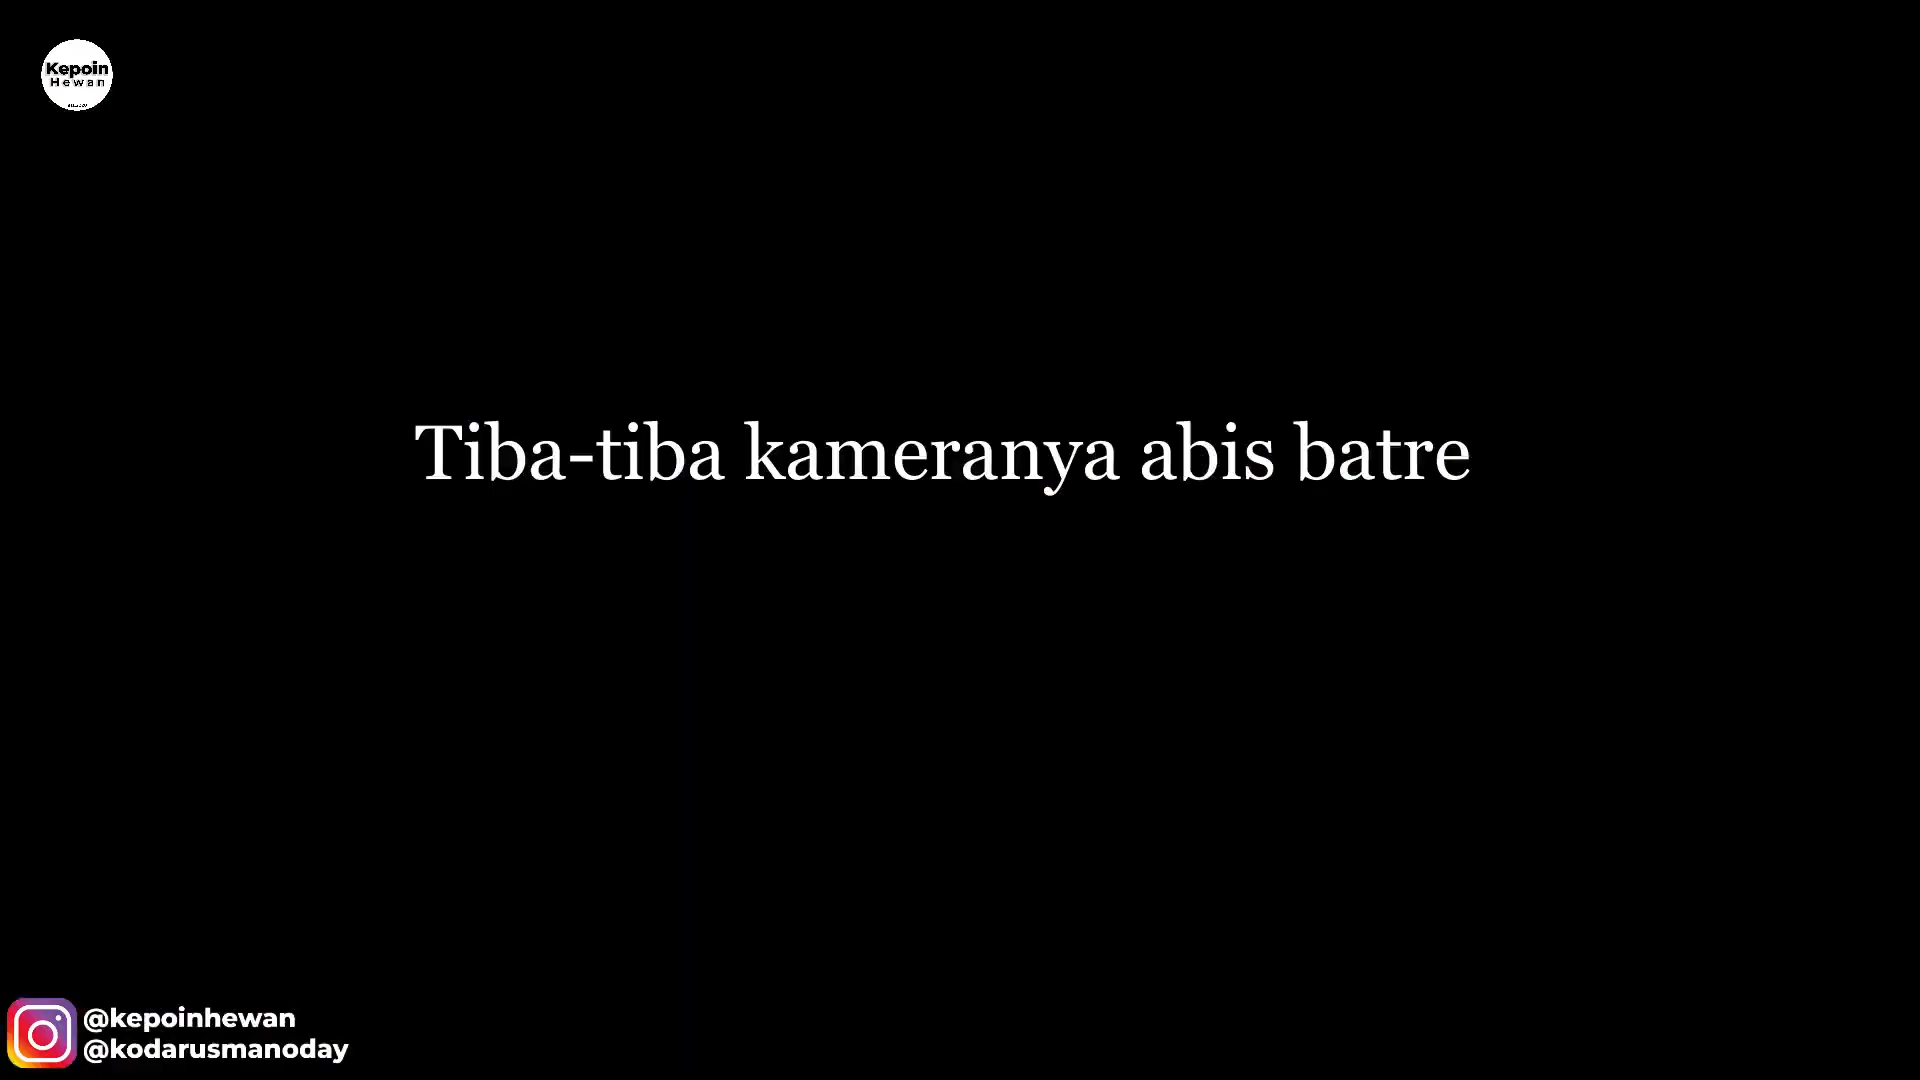 Kepoin
Hewan
Tiba-tiba kameranya abis batre
@kepoinhewan
@kodarusmanoday